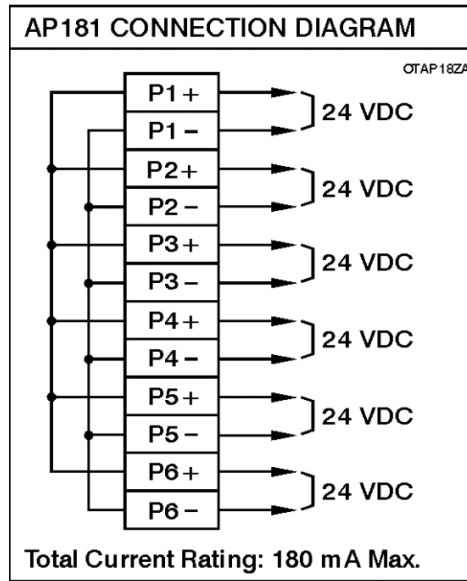 AP181 CONNECTION DIAGRAM
OTAP18ZA
P1+
24 VDC
P1-
P2+
24 VDC
P2-
P3+
24 VDC
P3-
P4+
24 VDC
P4-
P5+
24 VDC
P5-
P6+
24 VDC
P6-
Total Current Rating: 180 mA Max.